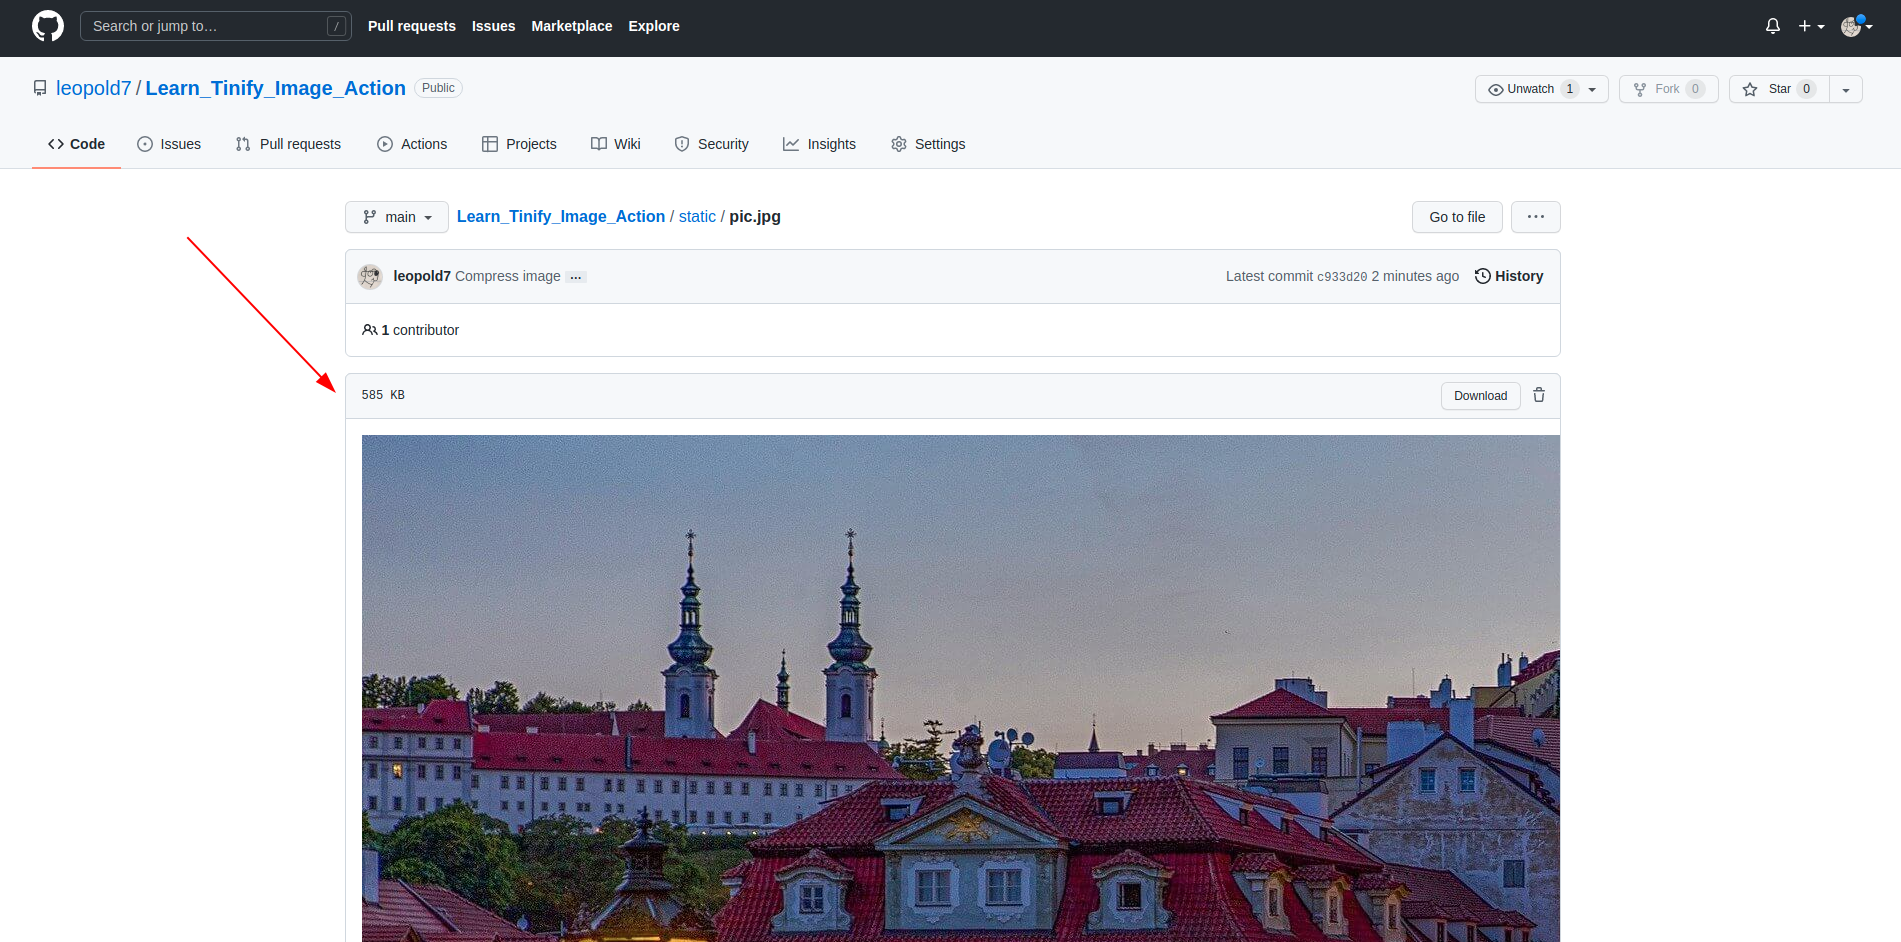 Search or jump to… /
Pull requests Issues Marketplace Explore
leopold7 / Learn_Tinify_Image_Action Public
Unwatch 1 Fork 0 Star 0
Code Issues Pull requests Actions Projects Wiki Security Insights Settings
main Learn_Tinify_Image_Action / static / pic.jpg Go to file ...
leopold7 Compress image … Latest commit c933d20 2 minutes ago History
1 contributor
585 KB Download